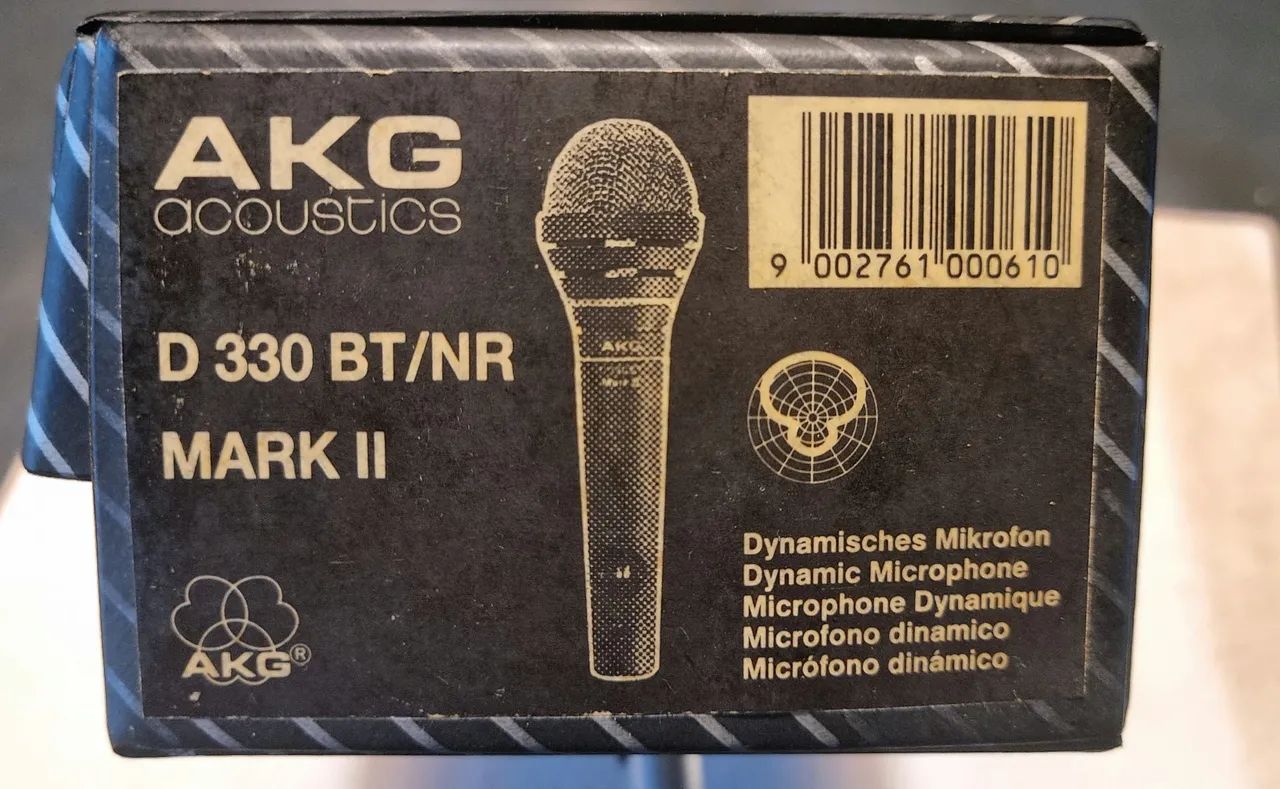 AKG
acoustics
D 330 BT/NR
MARK II
AKG®
AKG
9 002761 000610
Dynamisches Mikrofon
Dynamic Microphone
Microphone Dynamique
Microfono dinamico
Micrófono dinámico